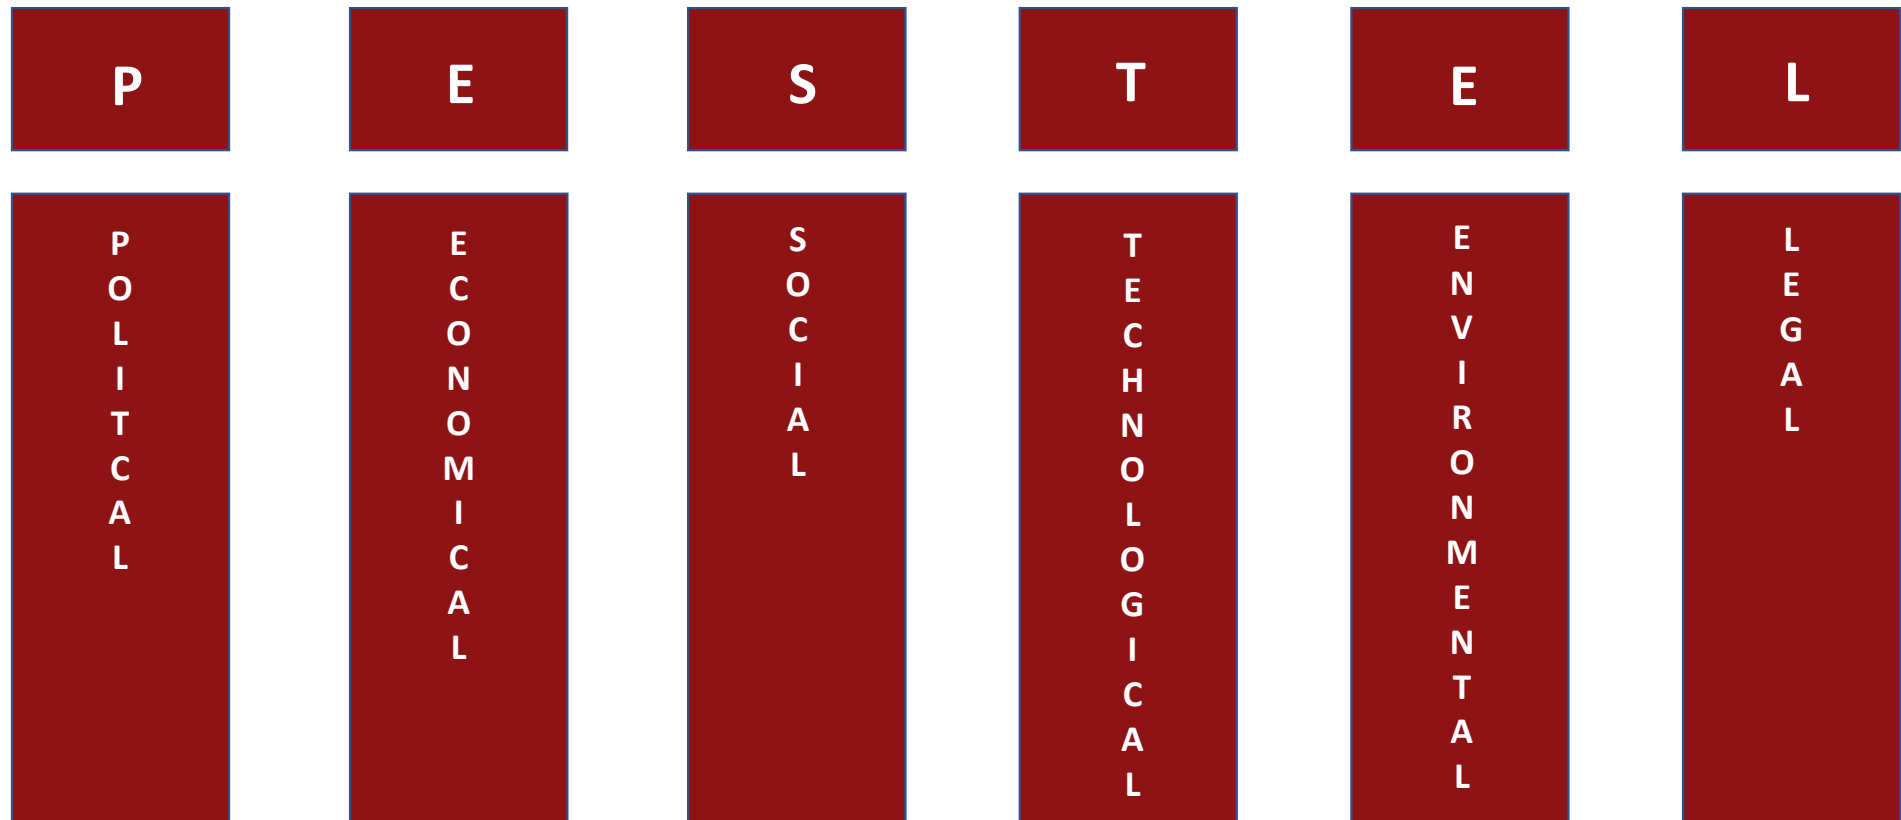 P
E
S
T
E
L
POLITCAL
ECONOMICAL
SOCIAL
TECHNOLOGICAL
ENVIRONMENTAL
LEGAL